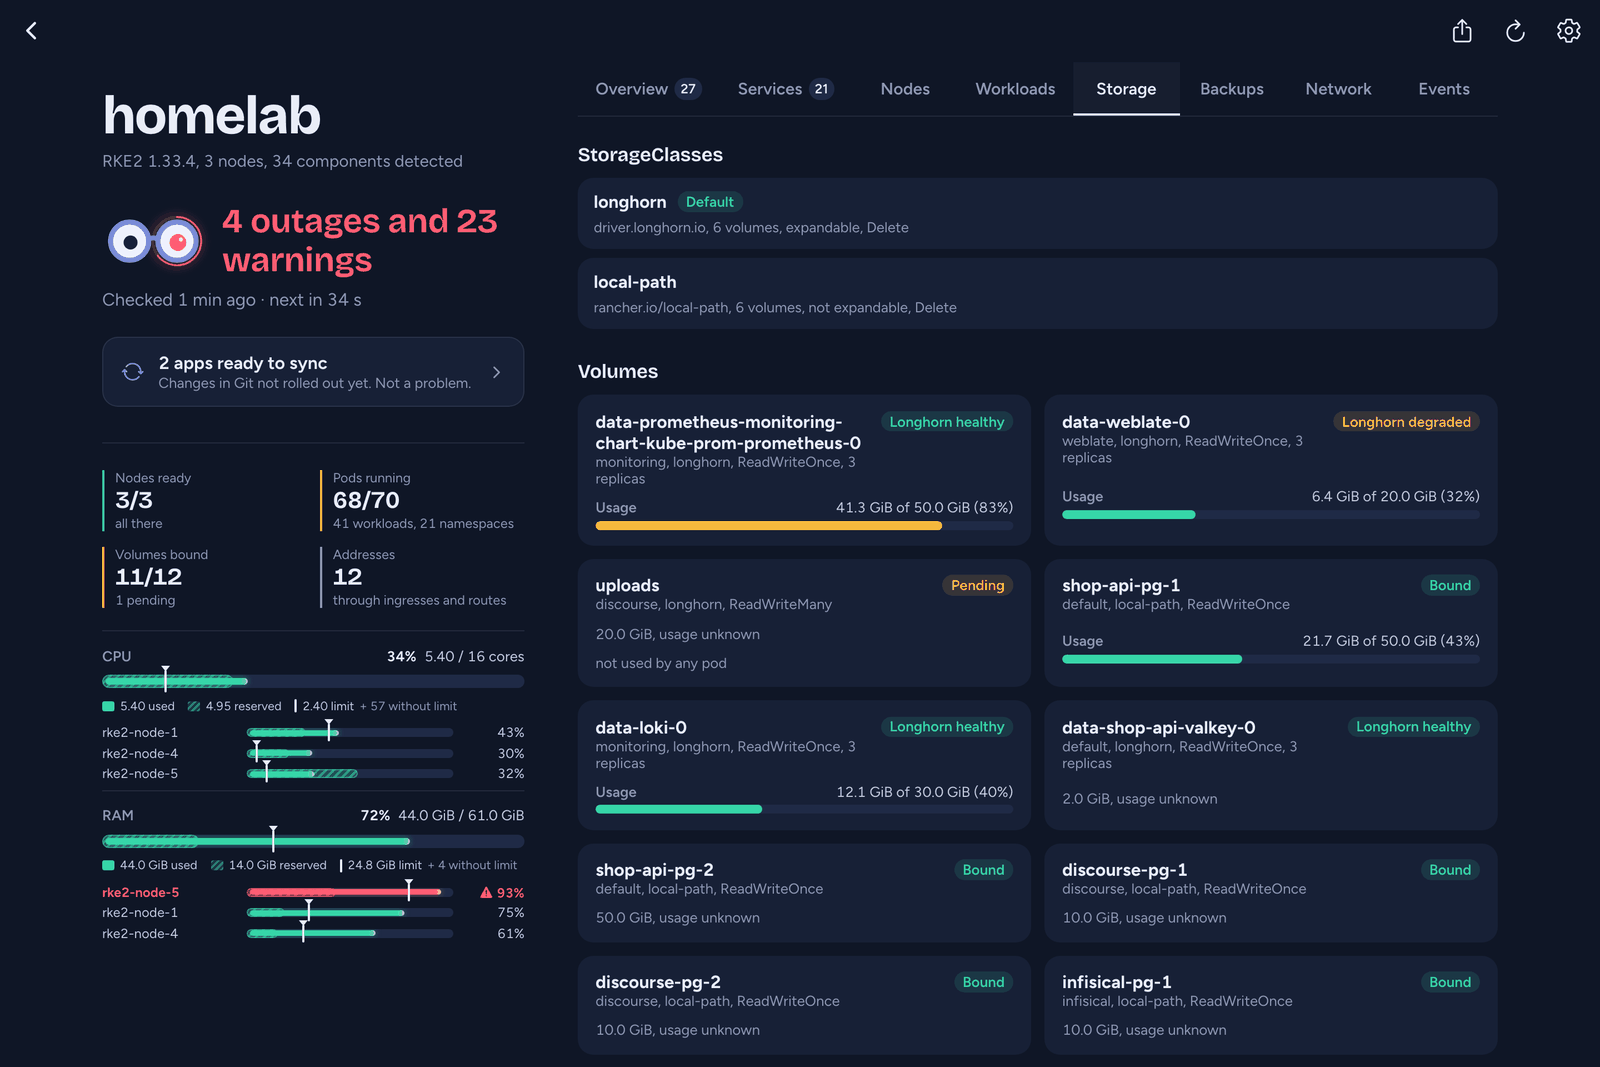 homelab
RKE2 1.33.4, 3 nodes, 34 components detected
4 outages and 23
warnings
Checked 1 min ago · next in 34 s
2 apps ready to sync
Changes in Git not rolled out yet. Not a problem.
Nodes ready
3/3
all there
Pods running
68/70
41 workloads, 21 namespaces
Volumes bound
11/12
1 pending
Addresses
12
through ingresses and routes
CPU 34% 5.40 / 16 cores
5.40 used 4.95 reserved 2.40 limit + 57 without limit
rke2-node-1 43%
rke2-node-4 30%
rke2-node-5 32%
RAM 72% 44.0 GiB / 61.0 GiB
44.0 GiB used 14.0 GiB reserved 24.8 GiB limit + 4 without limit
rke2-node-5 93%
rke2-node-1 75%
rke2-node-4 61%
Overview 27 Services 21 Nodes Workloads Storage Backups Network Events
StorageClasses
longhorn Default
driver.longhorn.io, 6 volumes, expandable, Delete
local-path
rancher.io/local-path, 6 volumes, not expandable, Delete
Volumes
data-prometheus-monitoring-
chart-kube-prom-prometheus-0
Longhorn healthy
monitoring, longhorn, ReadWriteOnce, 3
replicas
Usage 41.3 GiB of 50.0 GiB (83%)
data-weblate-0 Longhorn degraded
weblate, longhorn, ReadWriteOnce, 3
replicas
Usage 6.4 GiB of 20.0 GiB (32%)
uploads Pending
discourse, longhorn, ReadWriteMany
20.0 GiB, usage unknown
not used by any pod
shop-api-pg-1 Bound
default, local-path, ReadWriteOnce
Usage 21.7 GiB of 50.0 GiB (43%)
data-loki-0 Longhorn healthy
monitoring, longhorn, ReadWriteOnce, 3
replicas
Usage 12.1 GiB of 30.0 GiB (40%)
data-shop-api-valkey-0 Longhorn healthy
default, longhorn, ReadWriteOnce, 3
replicas
2.0 GiB, usage unknown
shop-api-pg-2 Bound
default, local-path, ReadWriteOnce
50.0 GiB, usage unknown
discourse-pg-1 Bound
discourse, local-path, ReadWriteOnce
10.0 GiB, usage unknown
discourse-pg-2 Bound
discourse, local-path, ReadWriteOnce
10.0 GiB, usage unknown
infisical-pg-1 Bound
infisical, local-path, ReadWriteOnce
10.0 GiB, usage unknown